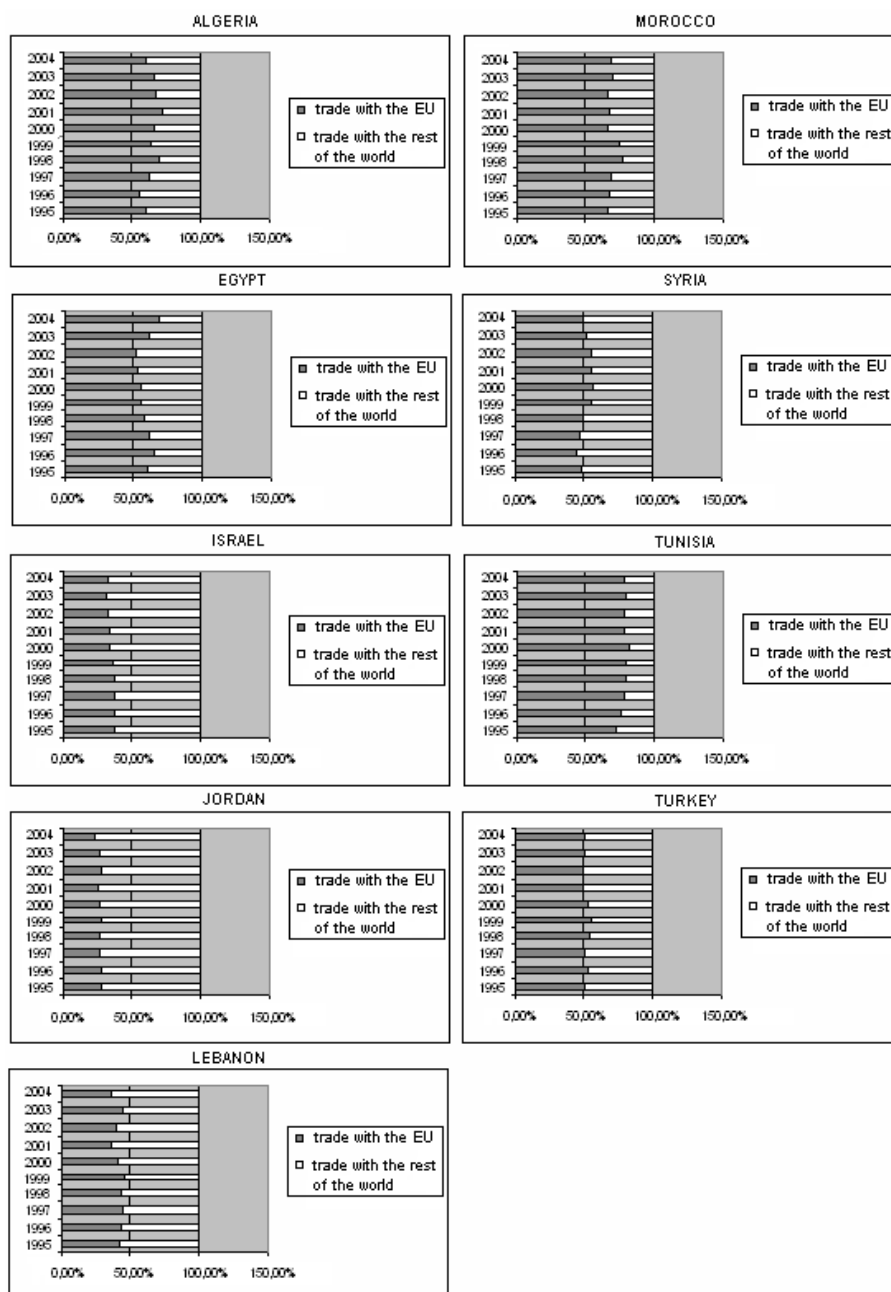 ALGERIA
2004
2003
2002
2001
2000
1999
1998
1997
1996
1995
0,00% 50,00% 100,00% 150,00%
trade with the EU
trade with the rest
of the world
MOROCCO
2004
2003
2002
2001
2000
1999
1998
1997
1996
1995
0,00% 50,00% 100,00% 150,00%
trade with the EU
trade with the rest
of the world
EGYPT
2004
2003
2002
2001
2000
1999
1998
1997
1996
1995
0,00% 50,00% 100,00% 150,00%
trade with the EU
trade with the rest
of the world
SYRIA
2004
2003
2002
2001
2000
1999
1998
1997
1996
1995
0,00% 50,00% 100,00% 150,00%
trade with the EU
trade with the rest
of the world
ISRAEL
2004
2003
2002
2001
2000
1999
1998
1997
1996
1995
0,00% 50,00% 100,00% 150,00%
trade with the EU
trade with the rest
of the world
TUNISIA
2004
2003
2002
2001
2000
1999
1998
1997
1996
1995
0,00% 50,00% 100,00% 150,00%
trade with the EU
trade with the rest
of the world
JORDAN
2004
2003
2002
2001
2000
1999
1998
1997
1996
1995
0,00% 50,00% 100,00% 150,00%
trade with the EU
trade with the rest
of the world
TURKEY
2004
2003
2002
2001
2000
1999
1998
1997
1996
1995
0,00% 50,00% 100,00% 150,00%
trade with the EU
trade with the rest
of the world
LEBANON
2004
2003
2002
2001
2000
1999
1998
1997
1996
1995
0,00% 50,00% 100,00% 150,00%
trade with the EU
trade with the rest
of the world